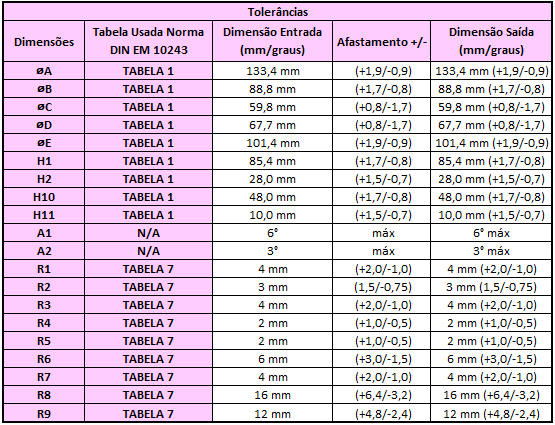 Tolerâncias
Dimensões Tabela Usada Norma DIN EM 10243 Dimensão Entrada (mm/graus) Afastamento +/- Dimensão Saída (mm/graus)
øA TABELA 1 133,4 mm (+1,9/-0,9) 133,4 mm (+1,9/-0,9)
øB TABELA 1 88,8 mm (+1,7/-0,8) 88,8 mm (+1,7/-0,8)
øC TABELA 1 59,8 mm (+0,8/-1,7) 59,8 mm (+0,8/-1,7)
øD TABELA 1 67,7 mm (+0,8/-1,7) 67,7 mm (+0,8/-1,7)
øE TABELA 1 101,4 mm (+1,9/-0,9) 101,4 mm (+1,9/-0,9)
H1 TABELA 1 85,4 mm (+1,7/-0,8) 85,4 mm (+1,7/-0,8)
H2 TABELA 1 28,0 mm (+1,5/-0,7) 28,0 mm (+1,5/-0,7)
H10 TABELA 1 48,0 mm (+1,7/-0,8) 48,0 mm (+1,7/-0,8)
H11 TABELA 1 10,0 mm (+1,5/-0,7) 10,0 mm (+1,5/-0,7)
A1 N/A 6° máx 6° máx
A2 N/A 3° máx 3° máx
R1 TABELA 7 4 mm (+2,0/-1,0) 4 mm (+2,0/-1,0)
R2 TABELA 7 3 mm (1,5/-0,75) 3 mm (1,5/-0,75)
R3 TABELA 7 4 mm (+2,0/-1,0) 4 mm (+2,0/-1,0)
R4 TABELA 7 2 mm (+1,0/-0,5) 2 mm (+1,0/-0,5)
R5 TABELA 7 2 mm (+1,0/-0,5) 2 mm (+1,0/-0,5)
R6 TABELA 7 6 mm (+3,0/-1,5) 6 mm (+3,0/-1,5)
R7 TABELA 7 4 mm (+2,0/-1,0) 4 mm (+2,0/-1,0)
R8 TABELA 7 16 mm (+6,4/-3,2) 16 mm (+6,4/-3,2)
R9 TABELA 7 12 mm (+4,8/-2,4) 12 mm (+4,8/-2,4)